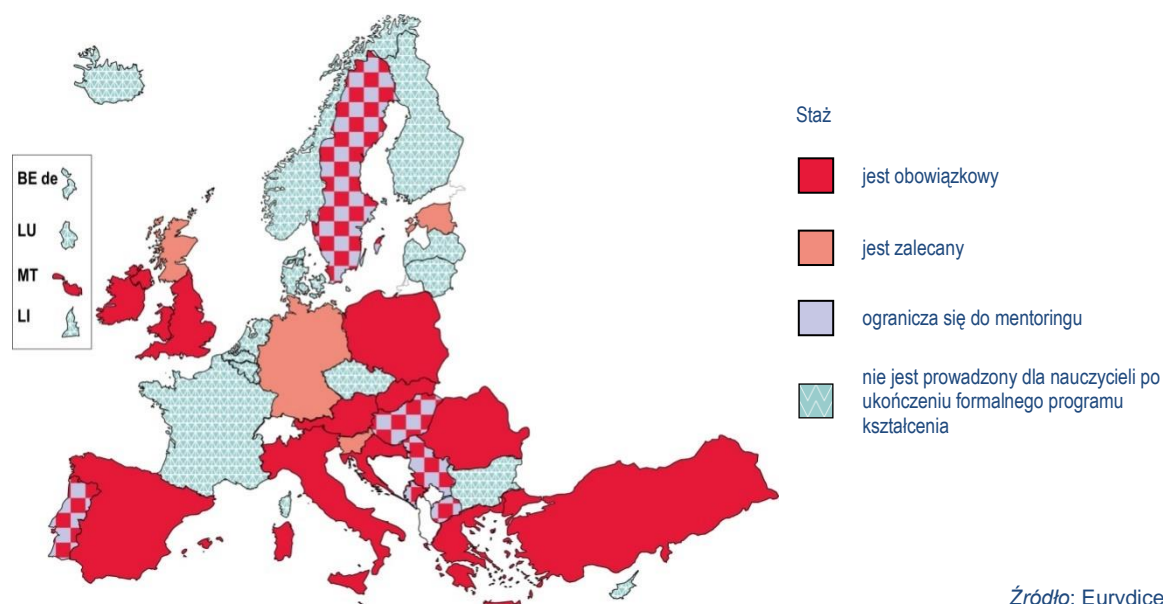 BE de
LU
MT
LI
Staż
jest obowiązkowy
jest zalecany
ogranicza się do mentoringu
nie jest prowadzony dla nauczycieli po
ukończeniu formalnego programu
kształcenia
Źródło: Eurydice